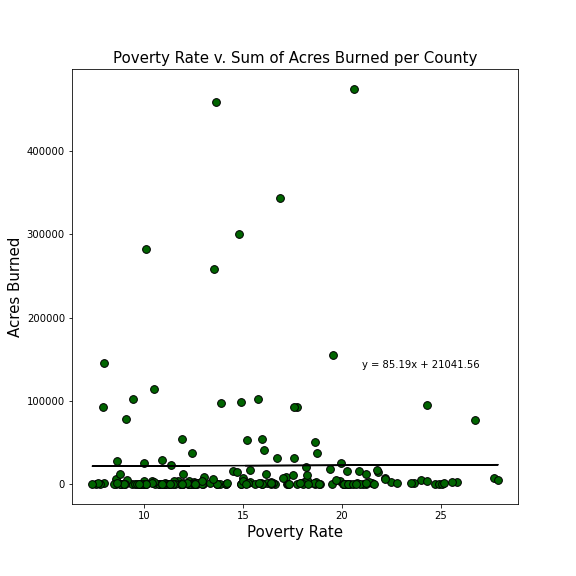 Poverty Rate v. Sum of Acres Burned per County
400000
300000
200000
100000
0
Acres Burned
y = 85.19x + 21041.56
10
15
20
25
Poverty Rate